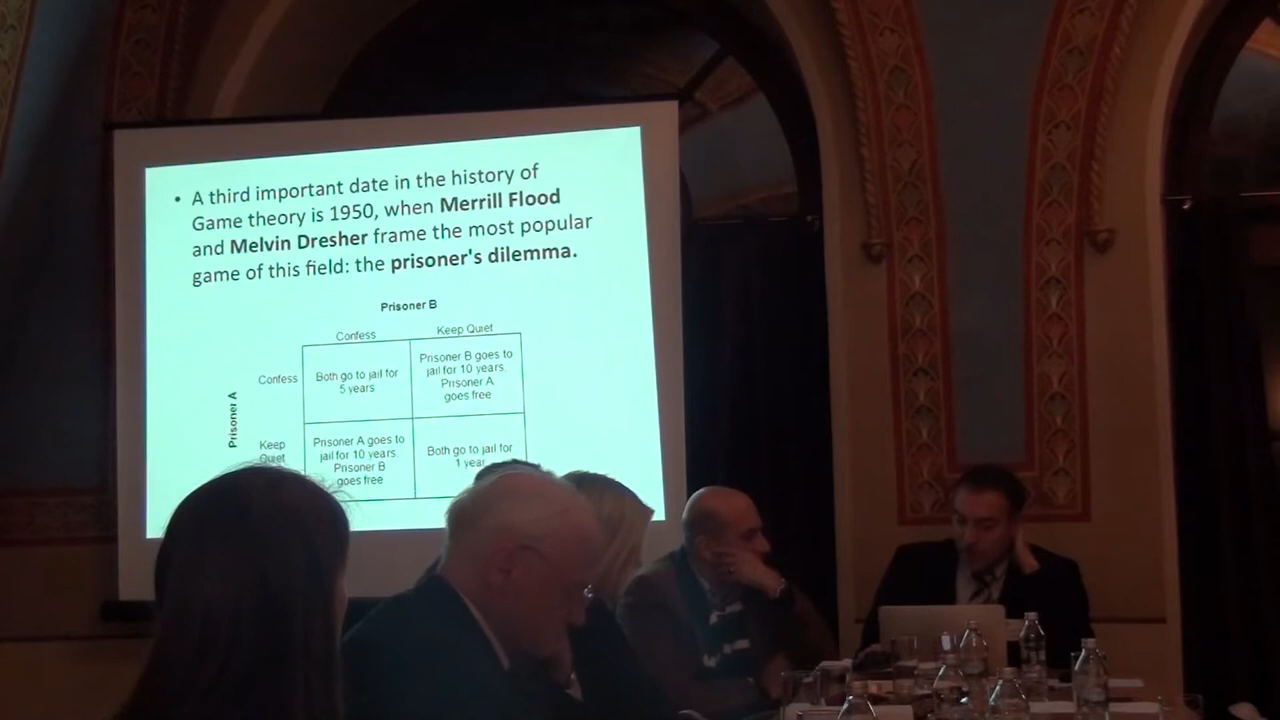 • A third important date in the history of
Game theory is 1950, when Merrill Flood
and Melvin Dresher frame the most popular
game of this field: the prisoner's dilemma.
Prisoner B
Confess
Keep Quiet
Prisoner A
Confess
Both go to jail for
5 years
Prisoner B goes to
jail for 10 years.
Prisoner A
goes free
Keep
Quiet
Prisoner A goes to
jail for 10 years.
Prisoner B
goes free
Both go to jail for
1 year